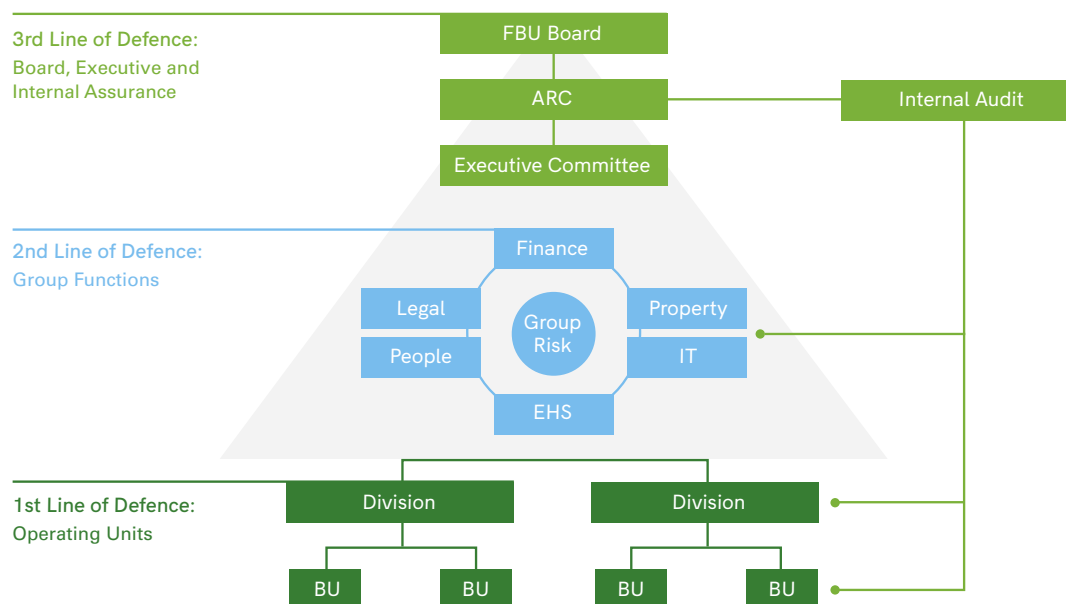 3rd Line of Defence:
Board, Executive and
Internal Assurance
FBU Board
ARC
Internal Audit
Executive Committee
2nd Line of Defence:
Group Functions
Finance
Legal
Property
Group
Risk
People
IT
EHS
1st Line of Defence:
Operating Units
Division
Division
BU
BU
BU
BU